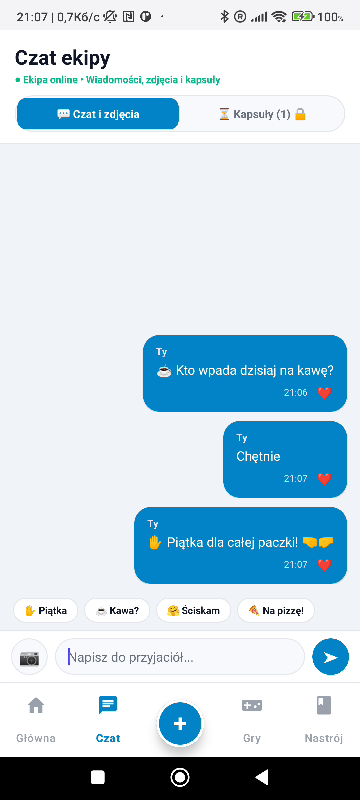 21:07 | 0,7Кб/с
100%
Czat ekipy
● Ekipa online • Wiadomości, zdjęcia i kapsuły
💬 Czat i zdjęcia
⏳ Kapsuły (1) 🔒
Ty
☕ Kto wpada dzisiaj na kawę?
21:06 ❤️
Ty
Chętnie
21:07 ❤️
Ty
✋ Piątka dla całej paczki! 🤜🤛
21:07 ❤️
✋ Piątka
☕ Kawa?
🤗 Ściskam
🍕 Na pizzę!
Napisz do przyjaciół...
Główna
Czat
Gry
Nastrój